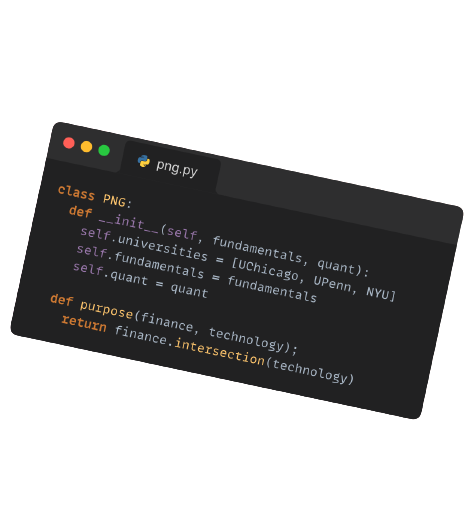 png.py
class PNG:
def __init__(self, fundamentals, quant):
self.universities = [UChicago, UPenn, NYU]
self.fundamentals = fundamentals
self.quant = quant
def purpose(finance, technology);
return finance.intersection(technology)